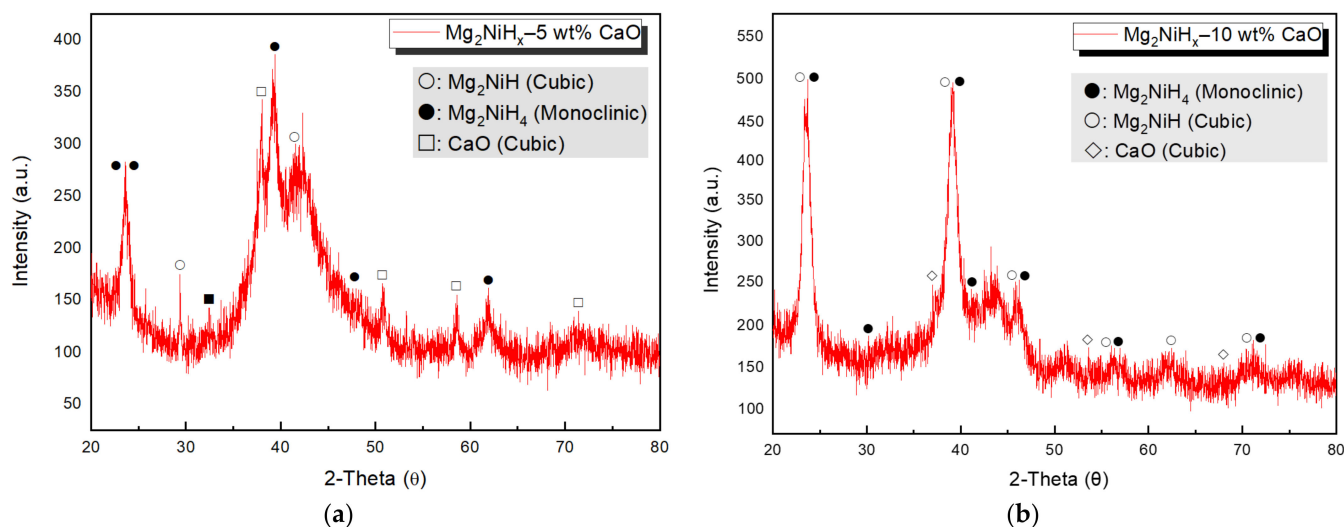 Mg₂NiHₓ–5 wt% CaO
○: Mg₂NiH (Cubic)
●: Mg₂NiH₄ (Monoclinic)
□: CaO (Cubic)
Intensity (a.u.)
400
350
300
250
200
150
100
50
20 30 40 50 60 70 80
2-Theta (θ)
(a)
Mg₂NiHₓ–10 wt% CaO
●: Mg₂NiH₄ (Monoclinic)
○: Mg₂NiH (Cubic)
◇: CaO (Cubic)
Intensity (a.u.)
550
500
450
400
350
300
250
200
150
100
20 30 40 50 60 70 80
2-Theta (θ)
(b)